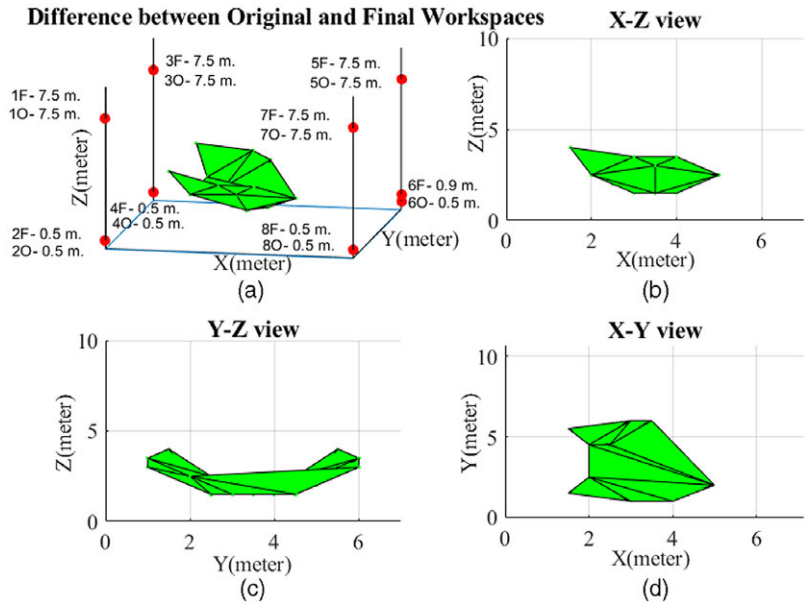 Difference between Original and Final Workspaces
3F- 7.5 m.
3O- 7.5 m.
5F- 7.5 m.
5O- 7.5 m.
1F- 7.5 m.
1O- 7.5 m.
7F- 7.5 m.
7O- 7.5 m.
Z(meter)
6F- 0.9 m.
6O- 0.5 m.
4F- 0.5 m.
4O- 0.5 m.
2F- 0.5 m.
2O- 0.5 m.
8F- 0.5 m.
8O- 0.5 m.
X(meter)
Y(meter)
(a)
X-Z view
10
5
0
Z(meter)
0 2 4 6
X(meter)
(b)
Y-Z view
10
5
0
Z(meter)
0 2 4 6
Y(meter)
(c)
X-Y view
10
5
0
Y(meter)
0 2 4 6
X(meter)
(d)